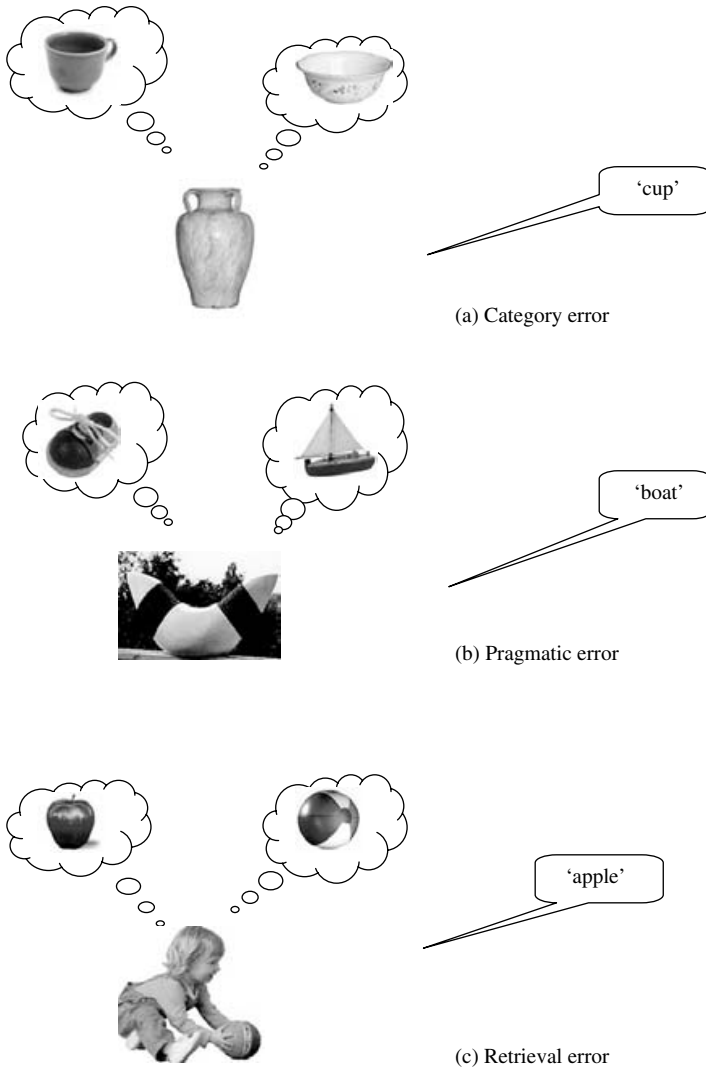 ‘cup’
(a) Category error
‘boat’
(b) Pragmatic error
‘apple’
(c) Retrieval error